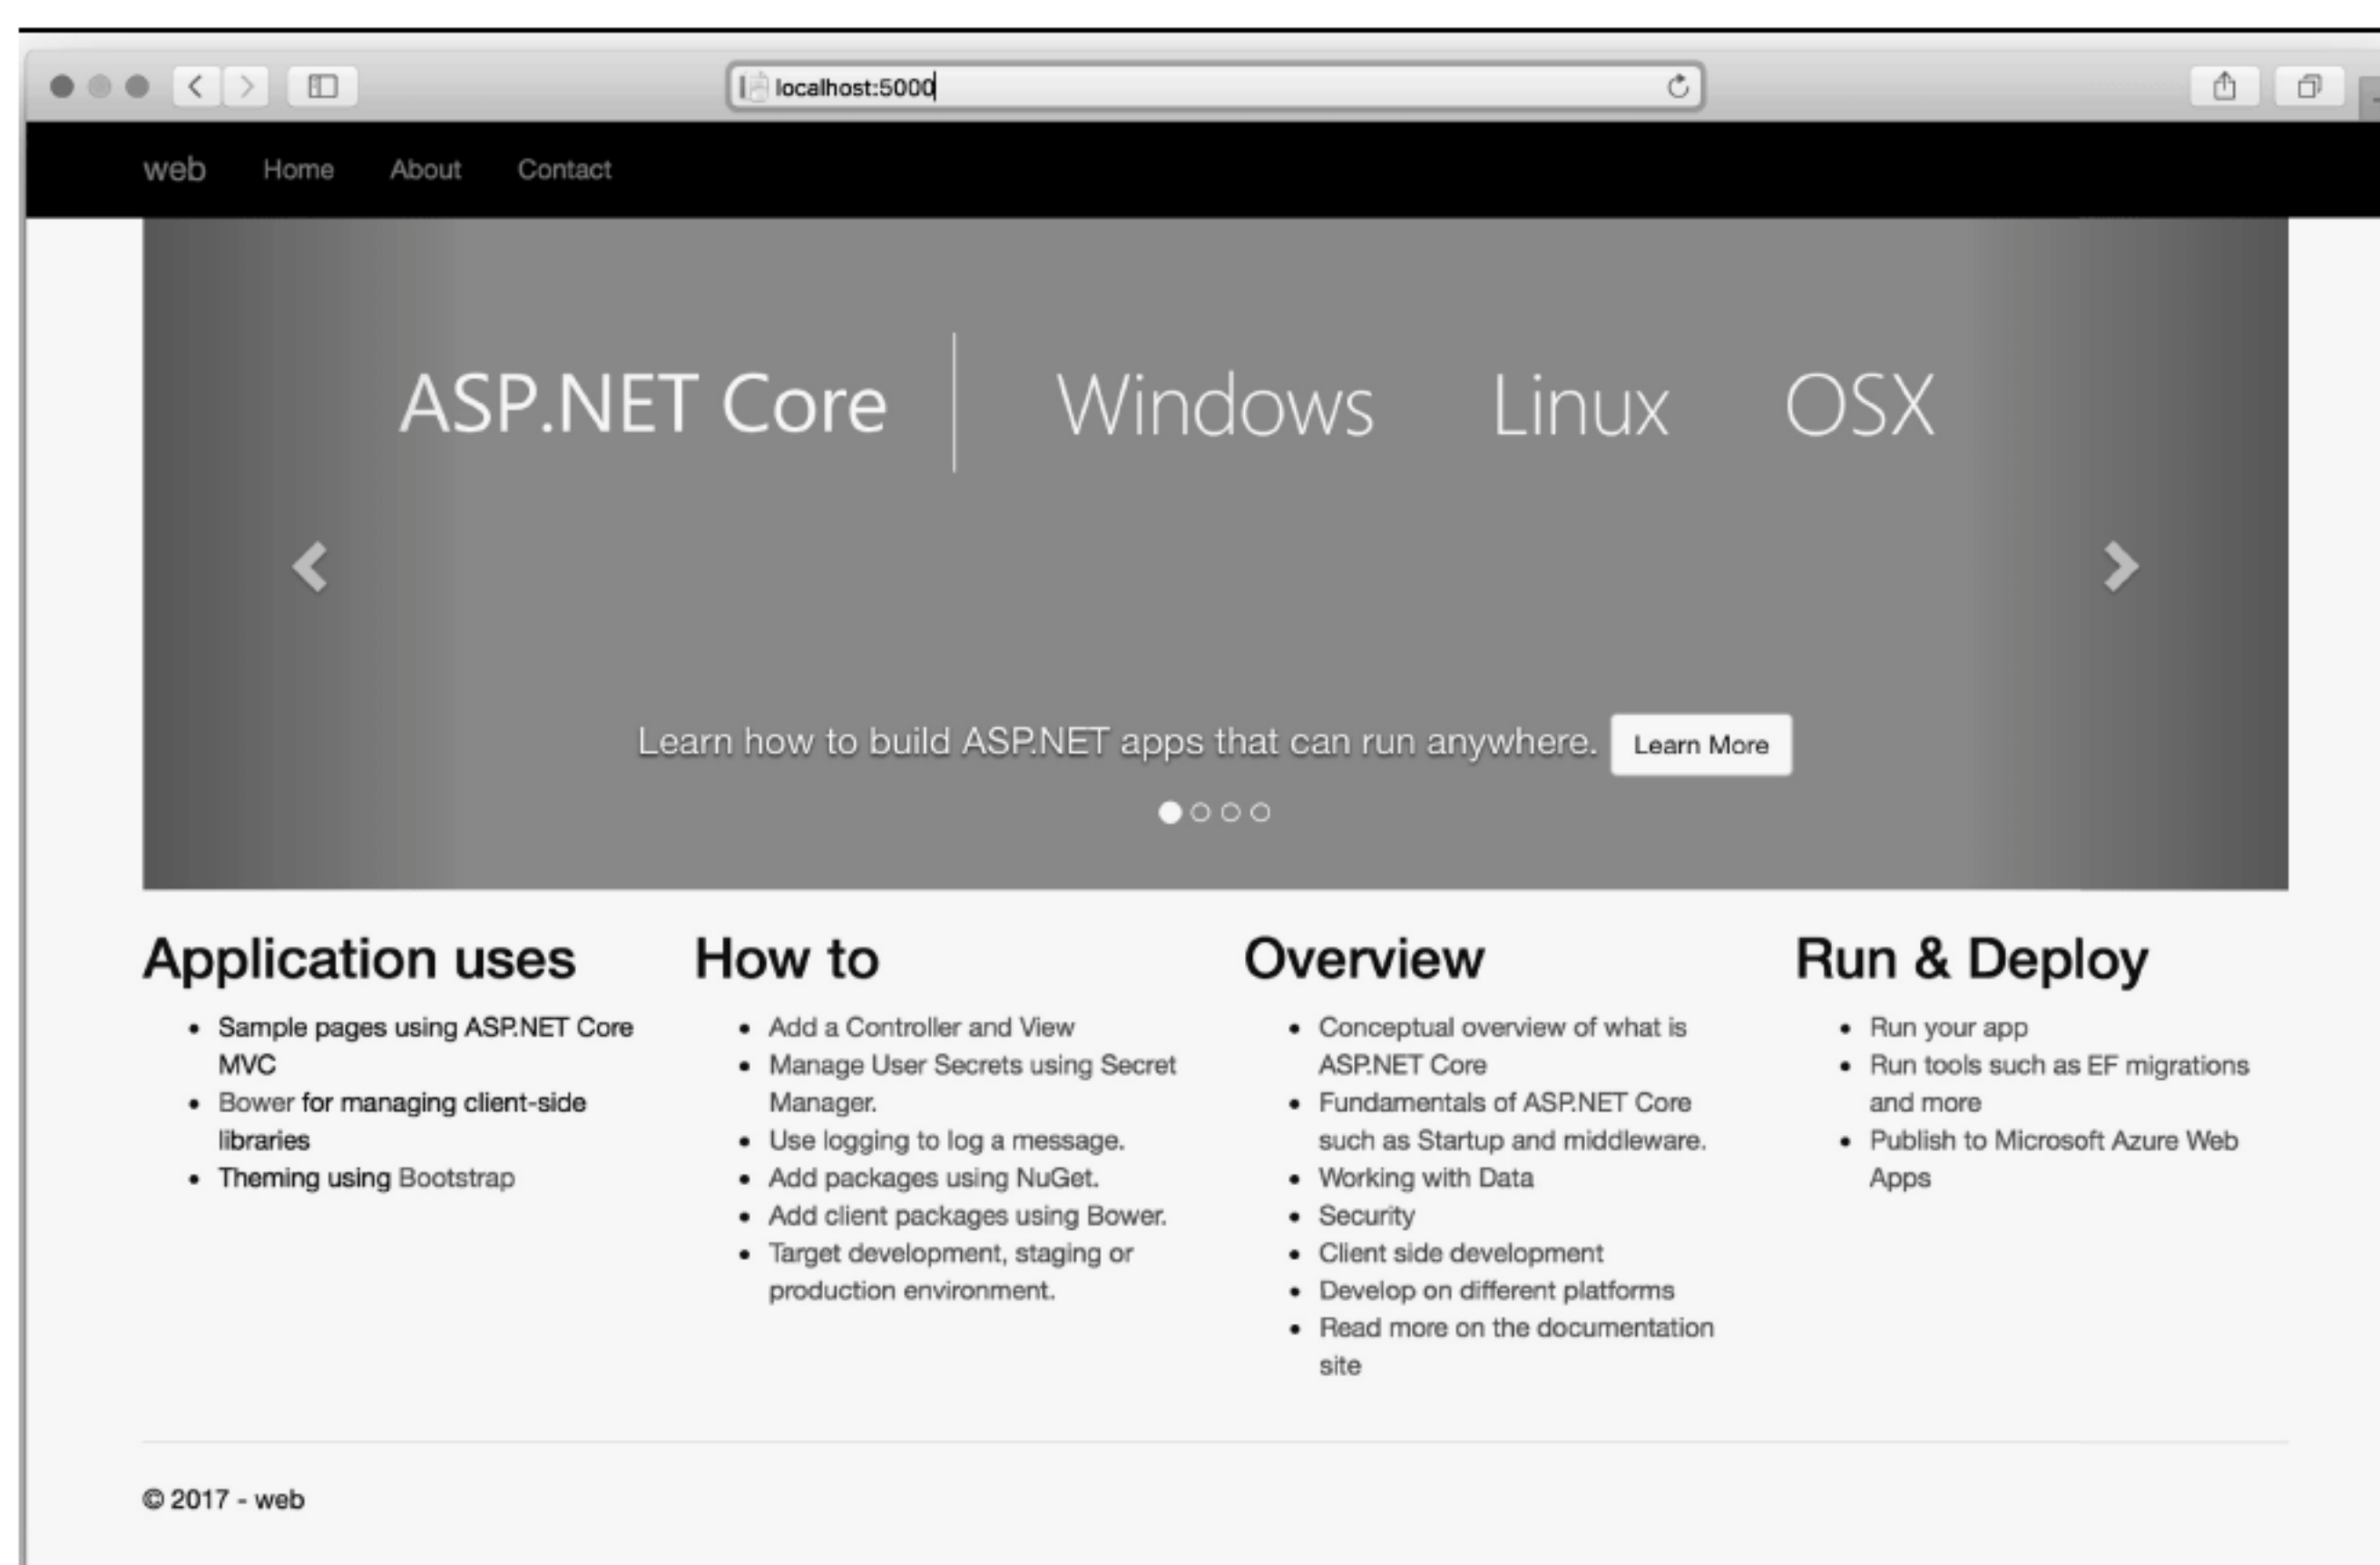 localhost:5000
web Home About Contact
ASP.NET Core Windows Linux OSX
Learn how to build ASP.NET apps that can run anywhere. Learn More
Application uses
Sample pages using ASP.NET Core
MVC
Bower for managing client-side
libraries
Theming using Bootstrap
How to
Add a Controller and View
Manage User Secrets using Secret
Manager.
Use logging to log a message.
Add packages using NuGet.
Add client packages using Bower.
Target development, staging or
production environment.
Overview
Conceptual overview of what is
ASP.NET Core
Fundamentals of ASP.NET Core
such as Startup and middleware.
Working with Data
Security
Client side development
Develop on different platforms
Read more on the documentation
site
Run & Deploy
Run your app
Run tools such as EF migrations
and more
Publish to Microsoft Azure Web
Apps
© 2017 - web